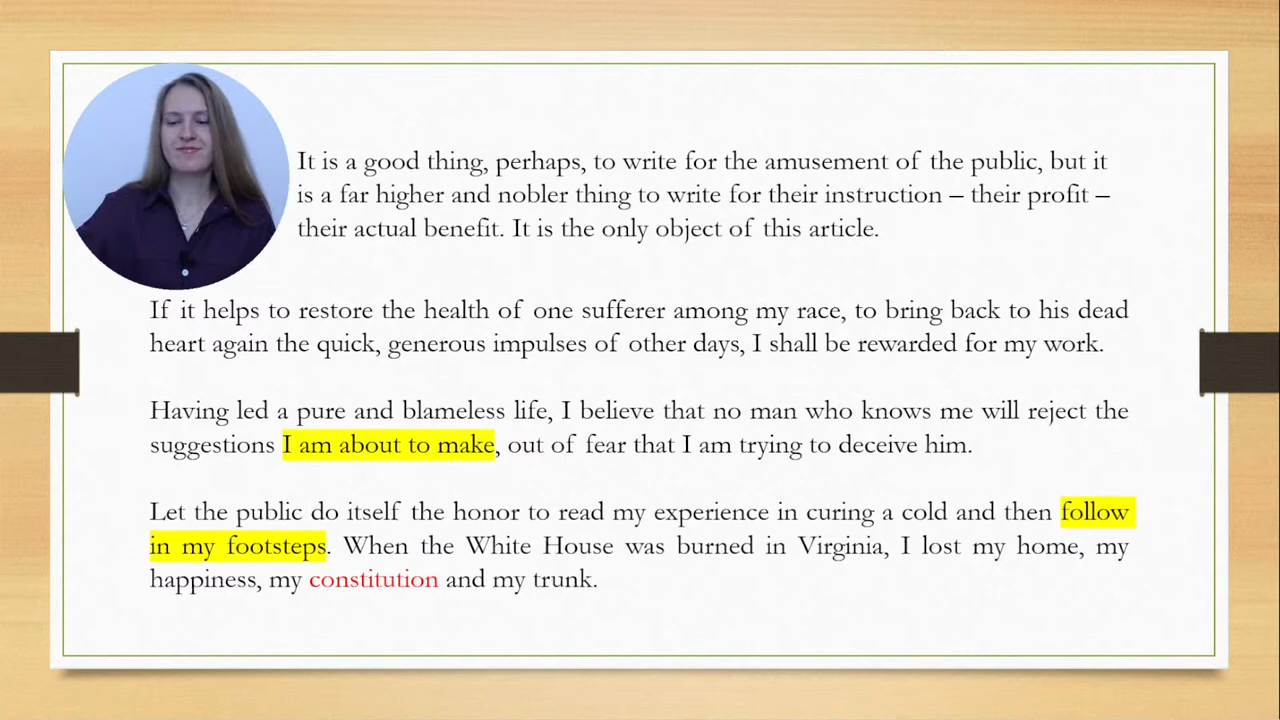 It is a good thing, perhaps, to write for the amusement of the public, but it
is a far higher and nobler thing to write for their instruction – their profit –
their actual benefit. It is the only object of this article.
If it helps to restore the health of one sufferer among my race, to bring back to his dead
heart again the quick, generous impulses of other days, I shall be rewarded for my work.
Having led a pure and blameless life, I believe that no man who knows me will reject the
suggestions I am about to make, out of fear that I am trying to deceive him.
Let the public do itself the honor to read my experience in curing a cold and then follow
in my footsteps. When the White House was burned in Virginia, I lost my home, my
happiness, my constitution and my trunk.